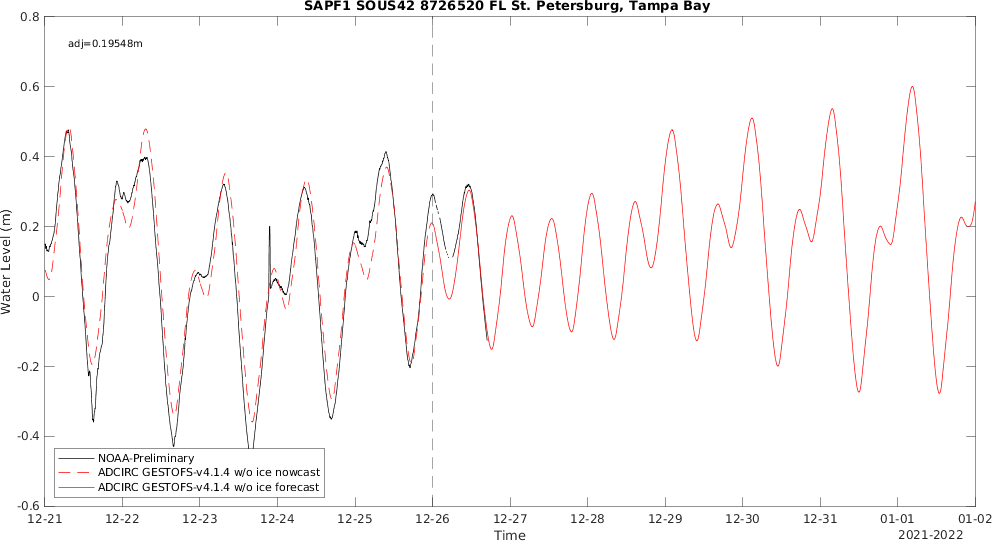 SAPF1 SOUS42 8726520 FL St. Petersburg, Tampa Bay
adj=0.19548m
0.8
0.6
0.4
0.2
0
-0.2
-0.4
-0.6
Water Level (m)
NOAA-Preliminary
ADCIRC GESTOFS-v4.1.4 w/o ice nowcast
ADCIRC GESTOFS-v4.1.4 w/o ice forecast
12-21 12-22 12-23 12-24 12-25 12-26 12-27 12-28 12-29 12-30 12-31 01-01 01-02
Time
2021-2022